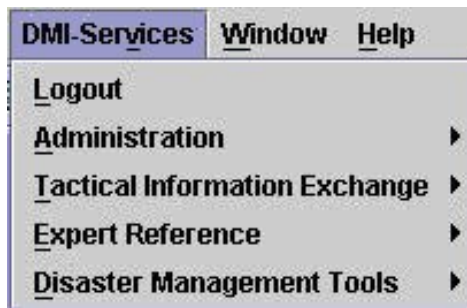 DMI-Services Window Help
Logout
Administration
Tactical Information Exchange
Expert Reference
Disaster Management Tools